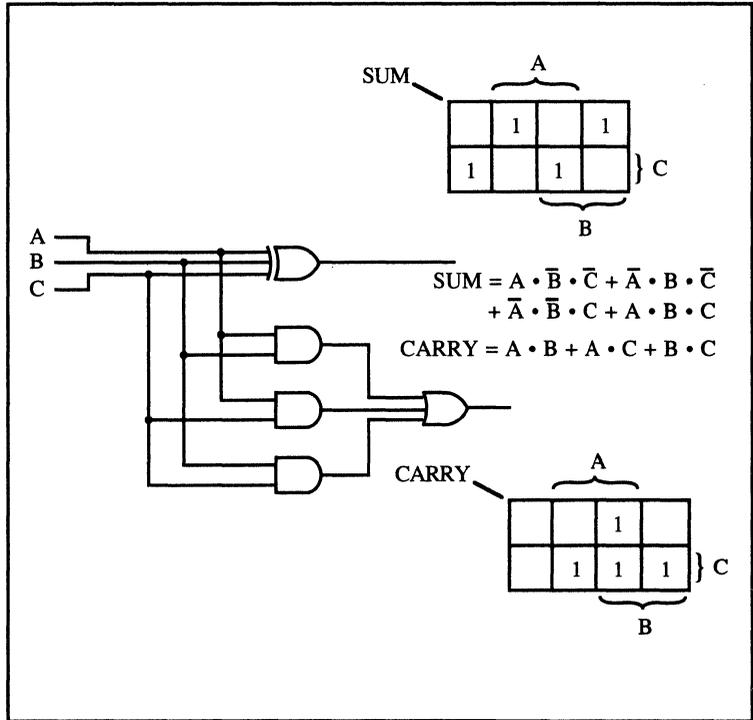 A
SUM
1 1
1 1
} C
B
A
B
C
SUM = A • B̅ • C̅ + A̅ • B • C̅
+ A̅ • B̅ • C + A • B • C
CARRY = A • B + A • C + B • C
A
CARRY
1
1 1 1
} C
B